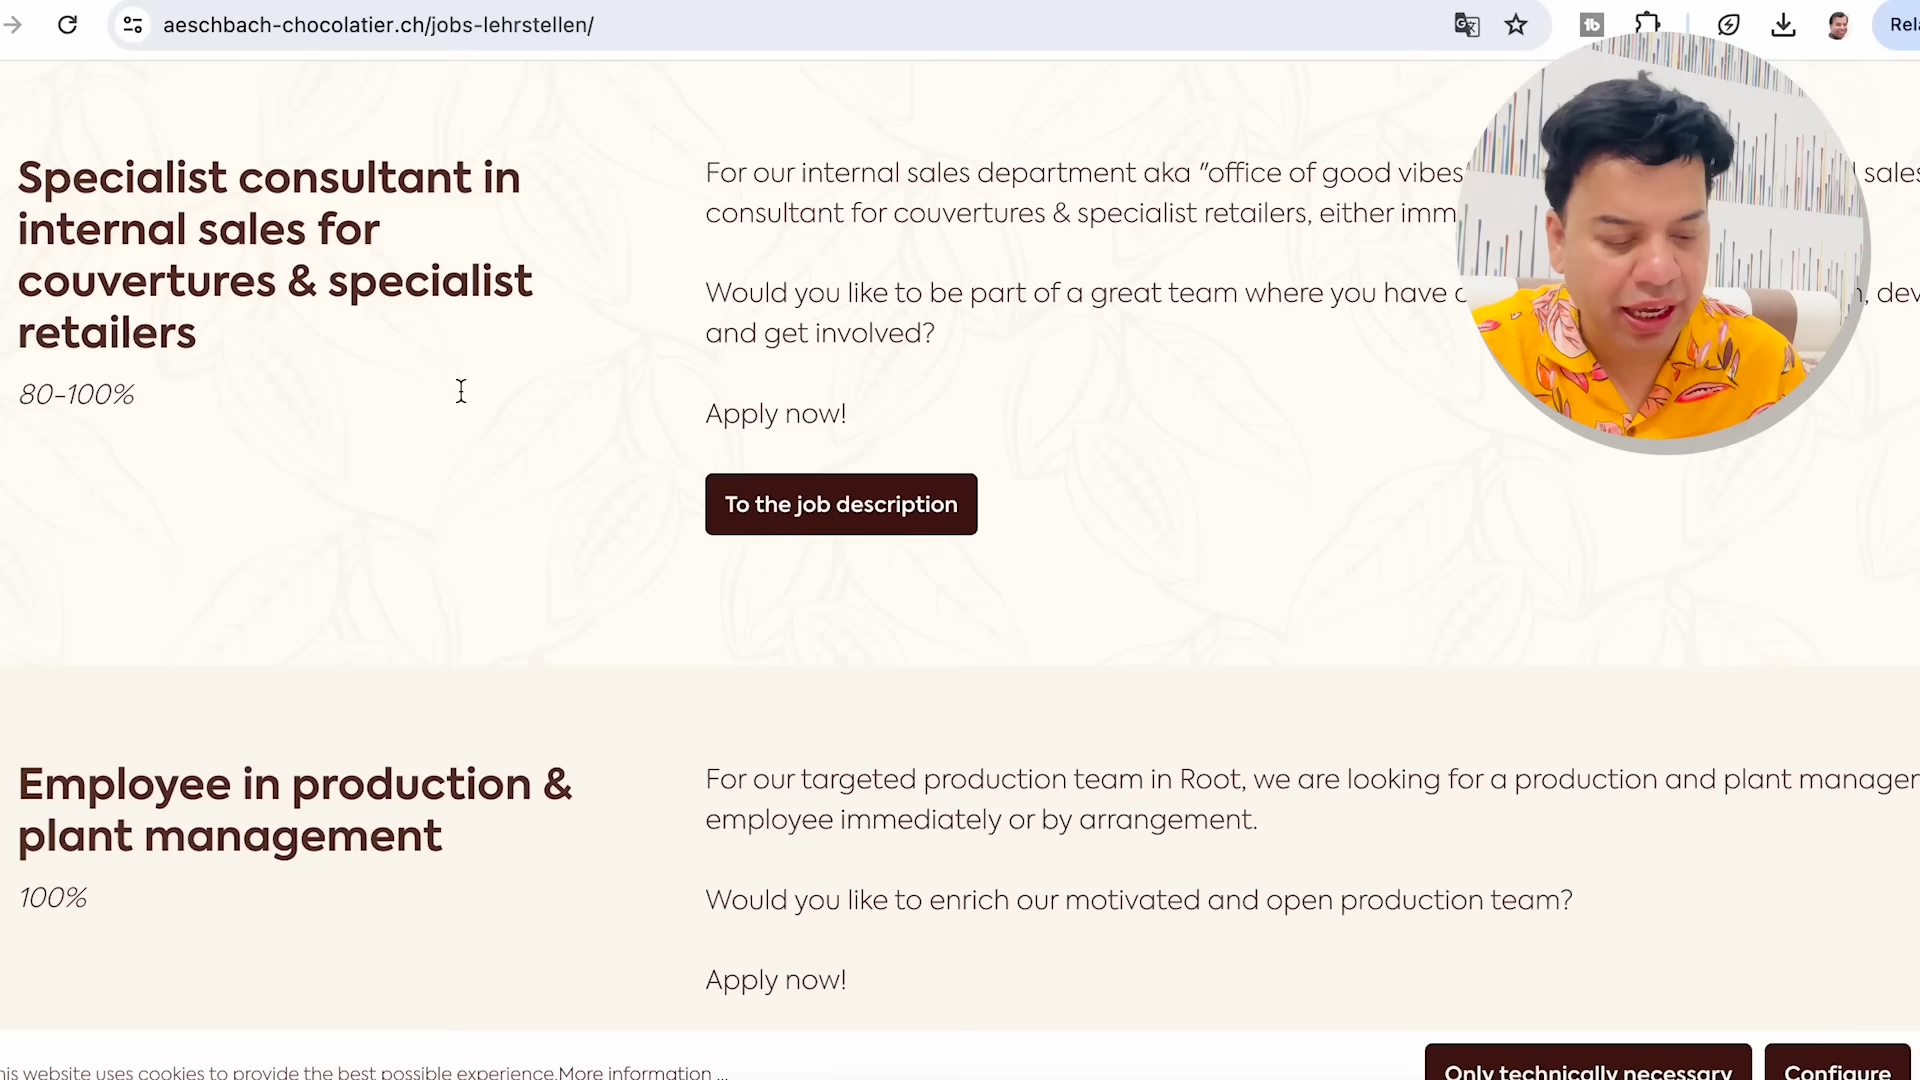 aeschbach-chocolatier.ch/jobs-lehrstellen/
Specialist consultant in
internal sales for
couvertures & specialist
retailers
80-100%
For our internal sales department aka "office of good vibes
sales
consultant for couvertures & specialist retailers, either
Would you like to be part of a great team where you have
and get involved?
Apply now!
To the job description
Employee in production &
plant management
100%
For our targeted production team in Root, we are looking for a production and plant manager
employee immediately or by arrangement.
Would you like to enrich our motivated and open production team?
Apply now!
his website uses cookies to provide the best possible experience.More information ...
Only technically necessary
Configure